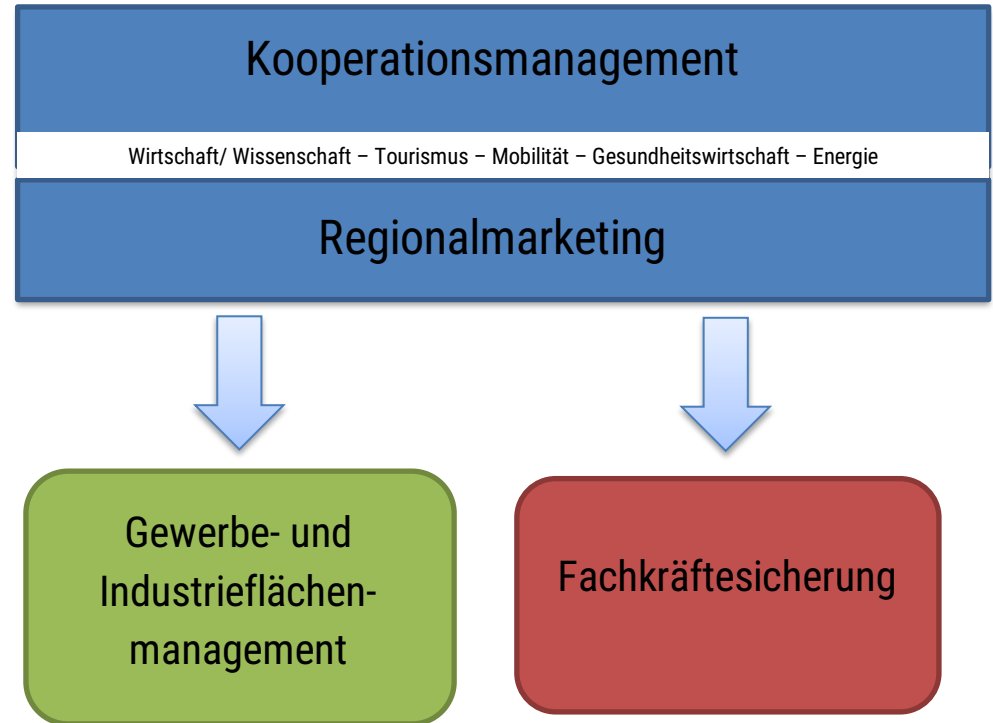 Kooperationsmanagement
Wirtschaft/ Wissenschaft – Tourismus – Mobilität – Gesundheitswirtschaft – Energie
Regionalmarketing
Gewerbe- und
Industrieflächen-
management
Fachkräftesicherung